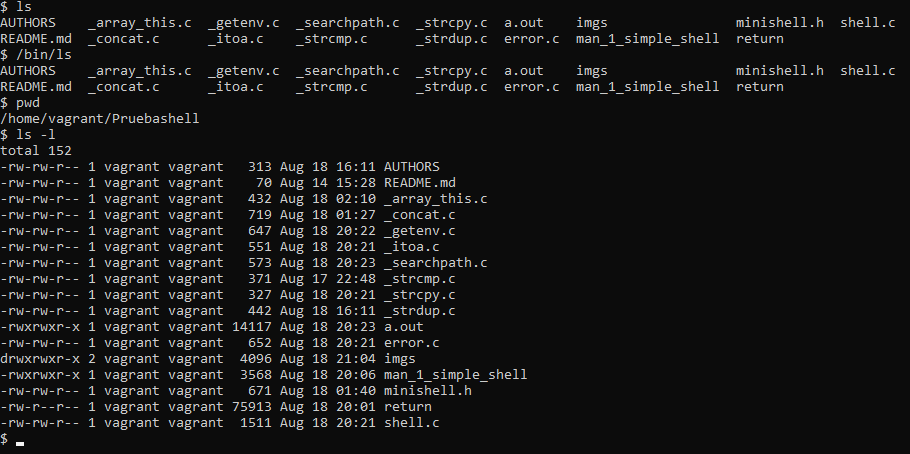 $ ls
AUTHORS    _array_this.c  _getenv.c  _searchpath.c  _strcpy.c  a.out    imgs                minishell.h  shell.c
README.md  _concat.c      _itoa.c    _strcmp.c      _strdup.c  error.c  man_1_simple_shell  return
$ /bin/ls
AUTHORS    _array_this.c  _getenv.c  _searchpath.c  _strcpy.c  a.out    imgs                minishell.h  shell.c
README.md  _concat.c      _itoa.c    _strcmp.c      _strdup.c  error.c  man_1_simple_shell  return
$ pwd
/home/vagrant/Pruebashell
$ ls -l
total 152
-rw-rw-r-- 1 vagrant vagrant   313 Aug 18 16:11 AUTHORS
-rw-rw-r-- 1 vagrant vagrant    70 Aug 14 15:28 README.md
-rw-rw-r-- 1 vagrant vagrant   432 Aug 18 02:10 _array_this.c
-rw-rw-r-- 1 vagrant vagrant   719 Aug 18 01:27 _concat.c
-rw-rw-r-- 1 vagrant vagrant   647 Aug 18 20:22 _getenv.c
-rw-rw-r-- 1 vagrant vagrant   551 Aug 18 20:21 _itoa.c
-rw-rw-r-- 1 vagrant vagrant   573 Aug 18 20:23 _searchpath.c
-rw-rw-r-- 1 vagrant vagrant   371 Aug 17 22:48 _strcmp.c
-rw-rw-r-- 1 vagrant vagrant   327 Aug 18 20:21 _strcpy.c
-rw-rw-r-- 1 vagrant vagrant   442 Aug 18 16:11 _strdup.c
-rwxrwxr-x 1 vagrant vagrant 14117 Aug 18 20:23 a.out
-rw-rw-r-- 1 vagrant vagrant   652 Aug 18 20:21 error.c
drwxrwxr-x 2 vagrant vagrant  4096 Aug 18 21:04 imgs
-rwxrwxr-x 1 vagrant vagrant  3568 Aug 18 20:06 man_1_simple_shell
-rw-rw-r-- 1 vagrant vagrant   671 Aug 18 01:40 minishell.h
-rw-r--r-- 1 vagrant vagrant 75913 Aug 18 20:01 return
-rw-rw-r-- 1 vagrant vagrant  1511 Aug 18 20:21 shell.c
$